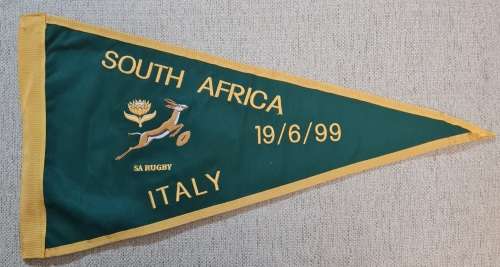 SOUTH AFRICA
19/6/99
SA RUGBY
ITALY